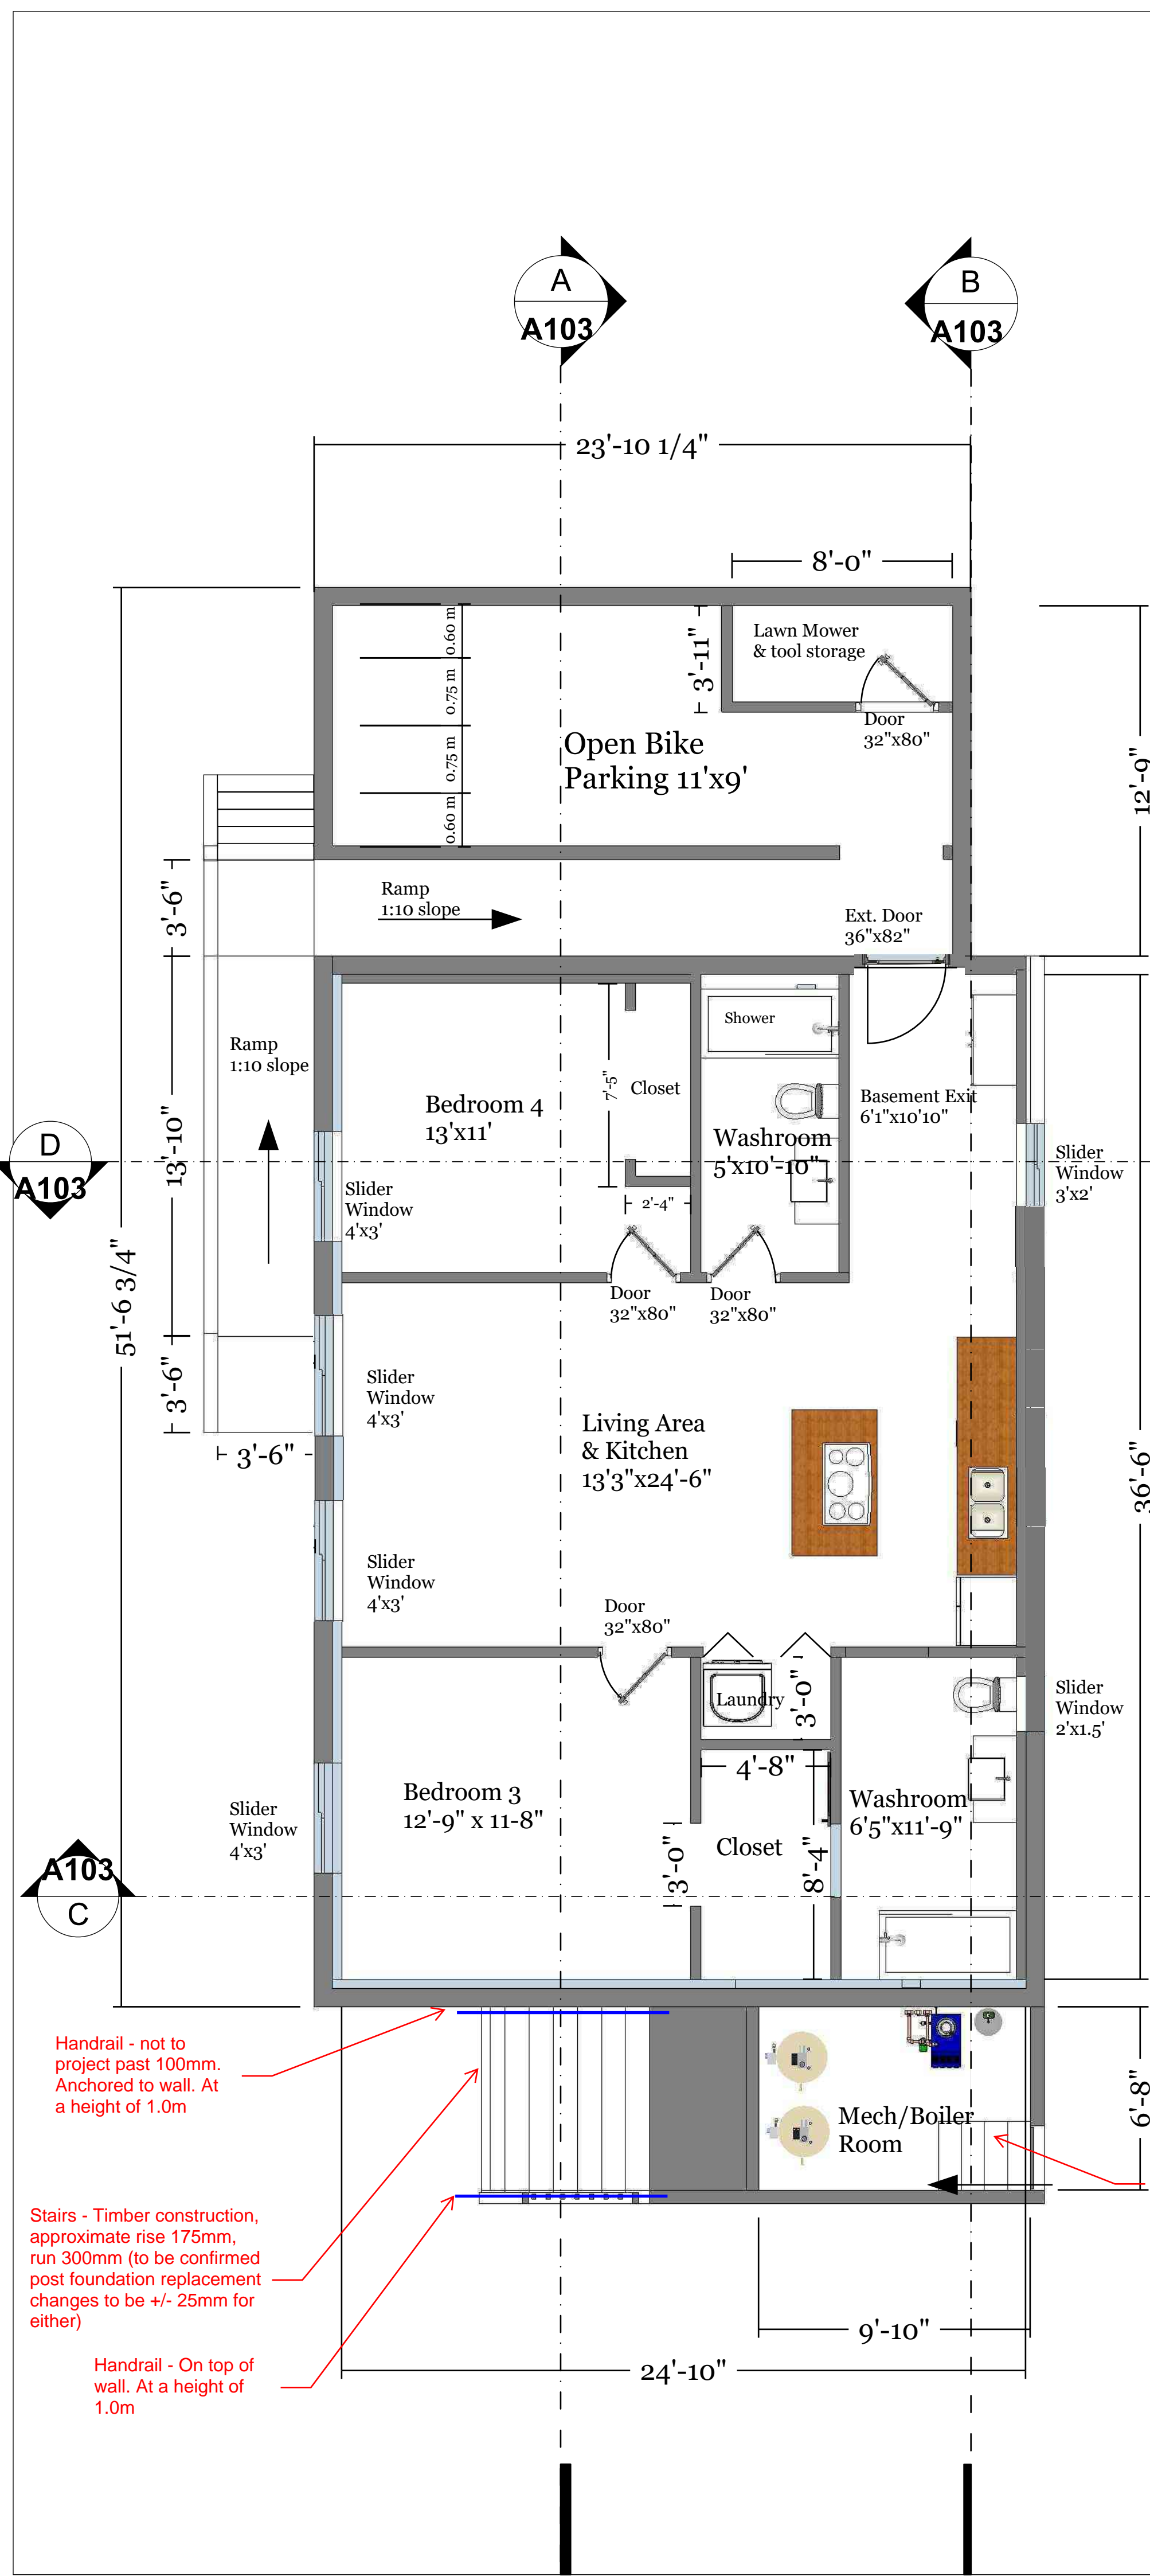 A
A103
B
A103
23'-10 1/4"
8'-0"
Lawn Mower
& tool storage
3'-11"
0.60 m
0.75 m
0.75 m
0.60 m
Door
32"x80"
Open Bike
Parking 11'x9'
12'-9"
Ramp
1:10 slope
3'-6"
Ext. Door
36"x82"
Shower
Ramp
1:10 slope
7'-5"
Closet
Basement Exit
6'1"x10'10"
Bedroom 4
13'x11'
Washroom
5'x10'-10"
13'-10"
D
A103
Slider
Window
3'x2'
Slider
Window
4'x3'
2'-4"
51'-6 3/4"
Door
32"x80"
Door
32"x80"
3'-6"
Slider
Window
4'x3'
3'-6"
Living Area
& Kitchen
13'3"x24'-6"
36'-6"
Slider
Window
4'x3'
Door
32"x80"
Laundry
3'-0"
Slider
Window
2'x1.5'
4'-8"
Bedroom 3
12'-9" x 11-8"
Washroom
6'5"x11'-9"
Slider
Window
4'x3'
3'-0"
Closet
8'-4"
A103
C
Handrail - not to
project past 100mm.
Anchored to wall. At
a height of 1.0m
Mech/Boiler
Room
6'-8"
Stairs - Timber construction,
approximate rise 175mm,
run 300mm (to be confirmed
post foundation replacement
changes to be +/- 25mm for
either)
9'-10"
Handrail - On top of
wall. At a height of
1.0m
24'-10"